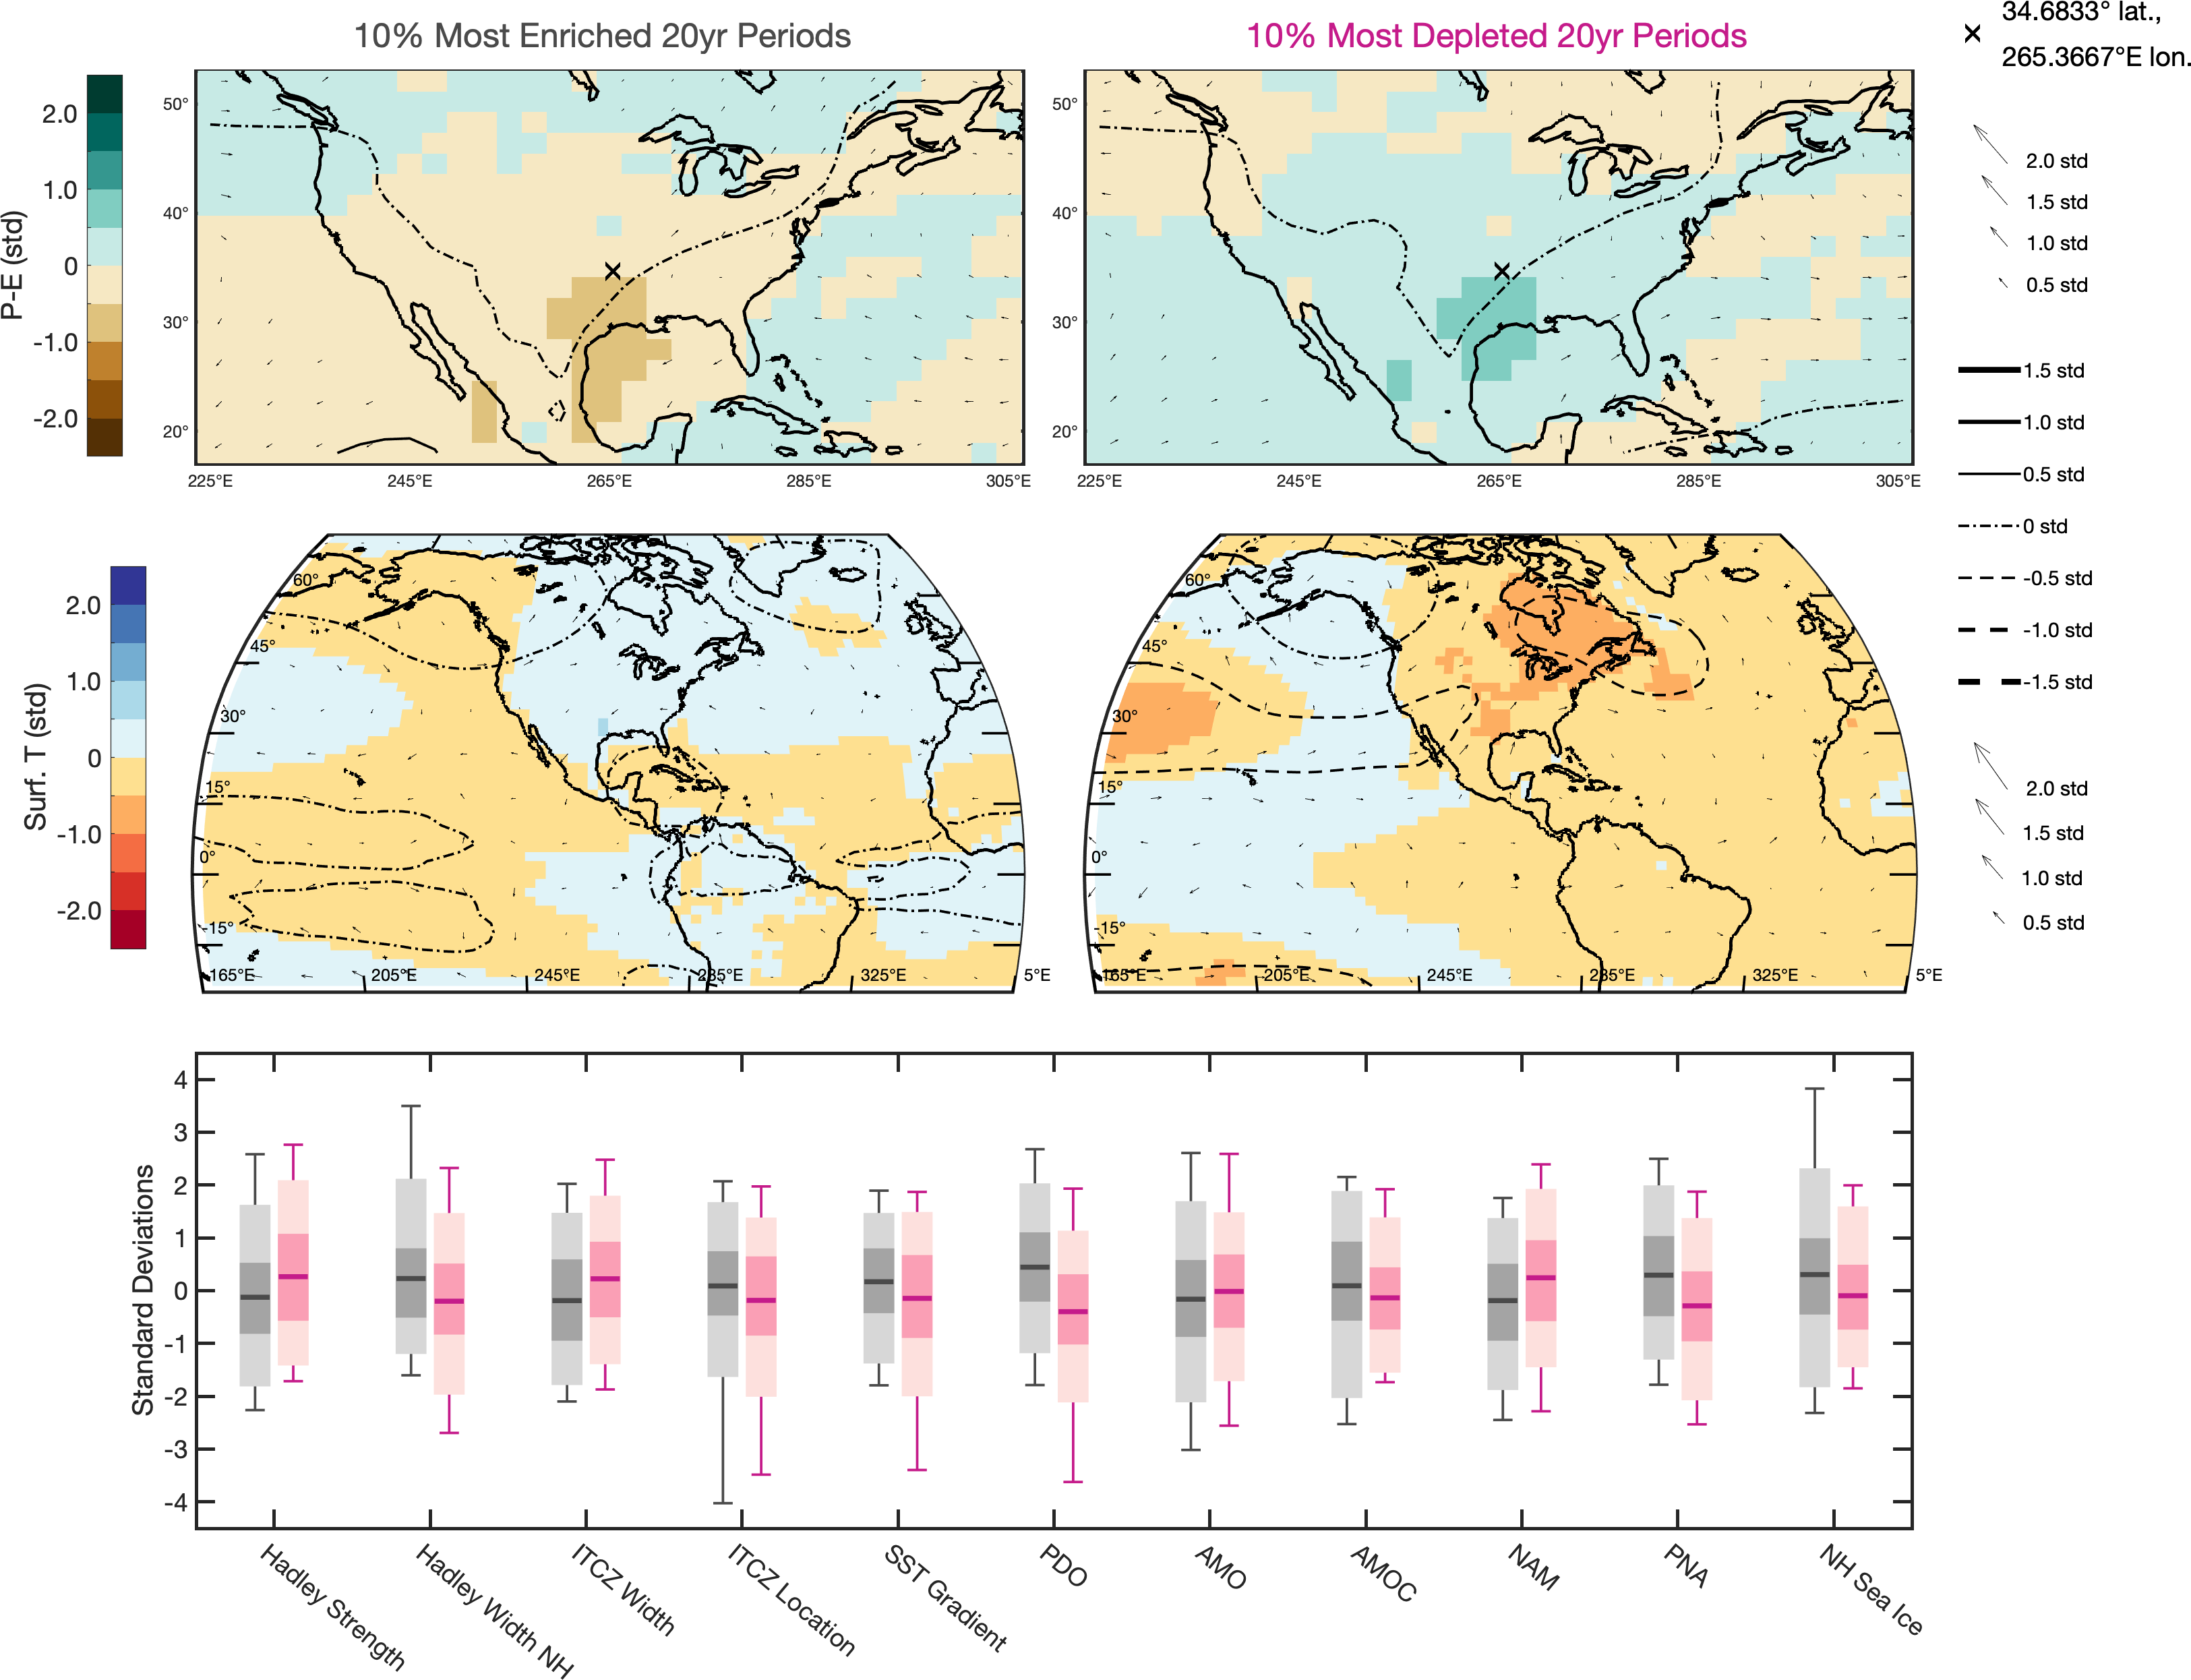 10% Most Enriched 20yr Periods
10% Most Depleted 20yr Periods
34.6833° lat.,
265.3667°E lon.
P-E (std)
2.0
1.0
0
-1.0
-2.0
50°
40°
30°
20°
225°E
245°E
265°E
285°E
305°E
50°
40°
30°
20°
225°E
245°E
265°E
285°E
305°E
2.0 std
1.5 std
1.0 std
0.5 std
1.5 std
1.0 std
0.5 std
0 std
-0.5 std
-1.0 std
-1.5 std
2.0 std
1.5 std
1.0 std
0.5 std
Surf. T (std)
2.0
1.0
0
-1.0
-2.0
60°
45°
30°
15°
0°
-15°
165°E
205°E
245°E
285°E
325°E
5°E
60°
45°
30°
15°
0°
-15°
165°E
205°E
245°E
285°E
325°E
5°E
Standard Deviations
4
3
2
1
0
-1
-2
-3
-4
Hadley Strength
Hadley Width NH
ITCZ Width
ITCZ Location
SST Gradient
PDO
AMO
AMOC
NAM
PNA
NH Sea Ice